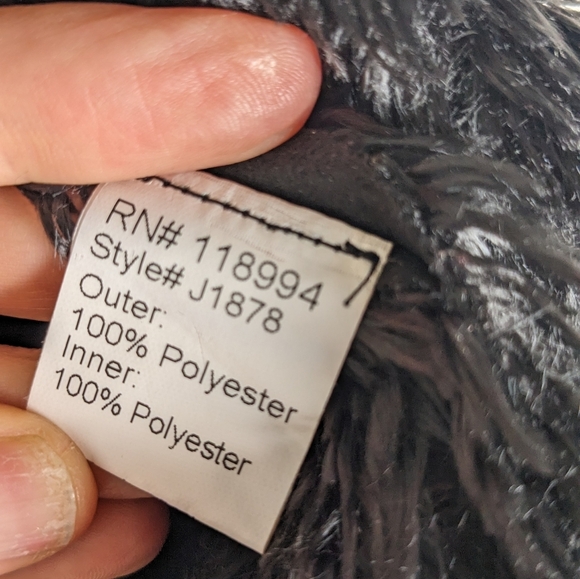 RN# 118994
Style# J1878
Outer:
100% Polyester
Inner:
100% Polyester